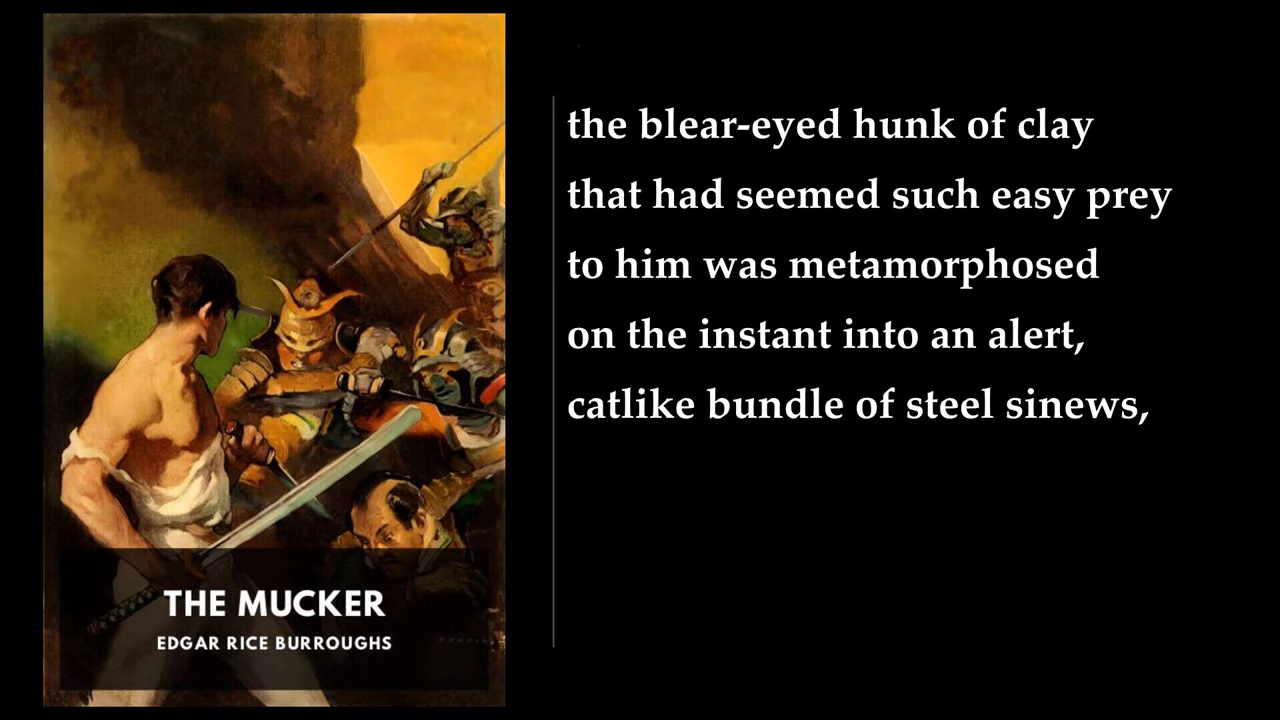 the blear-eyed hunk of clay
that had seemed such easy prey
to him was metamorphosed
on the instant into an alert,
catlike bundle of steel sinews,
THE MUCKER
EDGAR RICE BURROUGHS